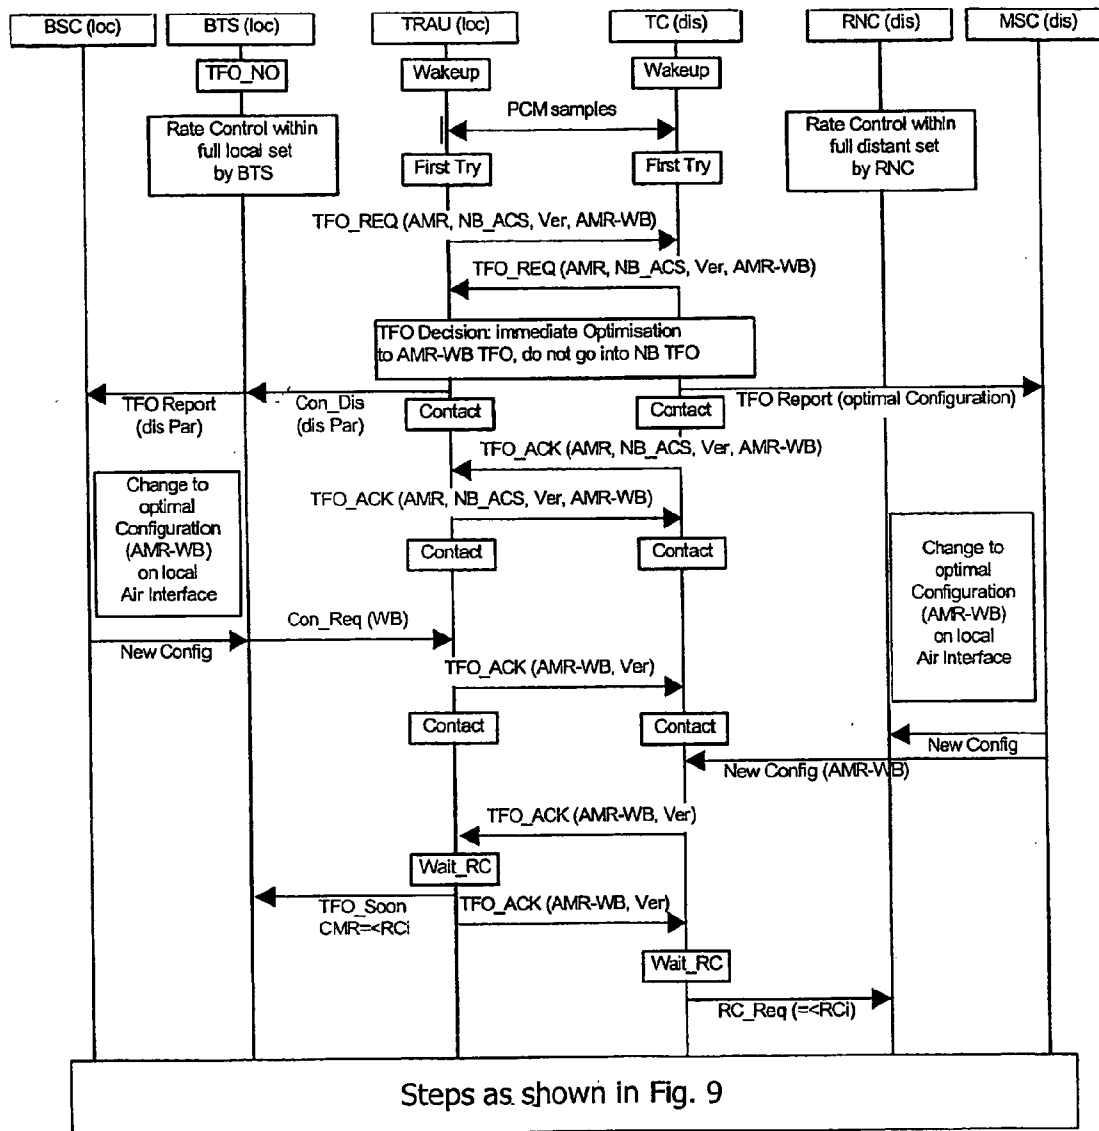 BSC (loc)
BTS (loc)
TRAU (loc)
TC (dis)
RNC (dis)
MSC (dis)
TFO_NO
Wakeup
Wakeup
PCM samples
Rate Control within
full local set
by BTS
Rate Control within
full distant set
by RNC
First Try
First Try
TFO_REQ (AMR, NB_ACS, Ver, AMR-WB)
TFO_REQ (AMR, NB_ACS, Ver, AMR-WB)
TFO Decision: immediate Optimisation
to AMR-WB TFO, do not go into NB TFO
TFO Report
(dis Par)
Con_Dis
(dis Par)
Contact
Contact
TFO Report (optimal Configuration)
TFO_ACK (AMR, NB_ACS, Ver, AMR-WB)
Change to
optimal
Configuration
(AMR-WB)
on local
Air Interface
TFO_ACK (AMR, NB_ACS, Ver, AMR-WB)
Contact
Contact
Change to
optimal
Configuration
(AMR-WB)
on local
Air Interface
New Config
Con_Req (WB)
TFO_ACK (AMR-WB, Ver)
Contact
Contact
New Config
New Config (AMR-WB)
TFO_ACK (AMR-WB, Ver)
Wait_RC
TFO_Soon
CMR=<RCi
TFO_ACK (AMR-WB, Ver)
Wait_RC
RC_Req (=<RCi)
Steps as shown in Fig. 9